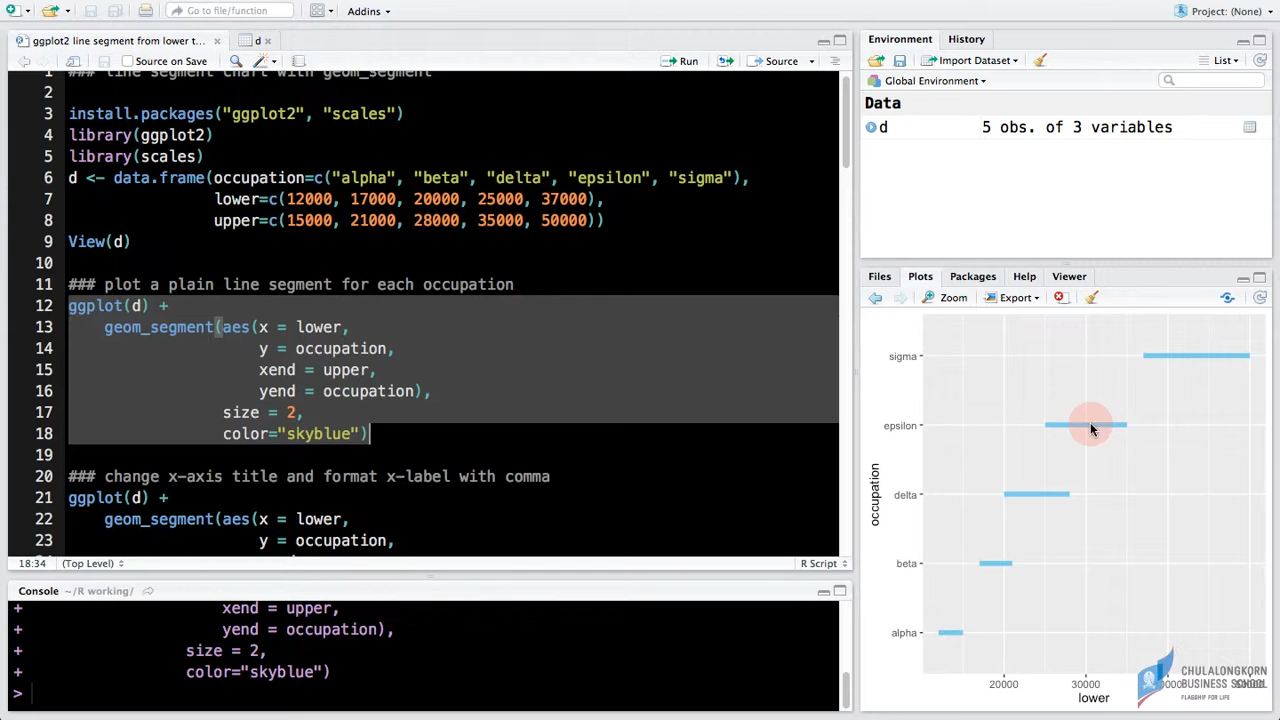 Go to file/function
Addins
Project: (None)
ggplot2 line segment from lower t...
d
Source on Save
Run
Source
1 ### line segment chart with geom_segment
2
3 install.packages("ggplot2", "scales")
4 library(ggplot2)
5 library(scales)
6 d <- data.frame(occupation=c("alpha", "beta", "delta", "epsilon", "sigma"),
7 lower=c(12000, 17000, 20000, 25000, 37000),
8 upper=c(15000, 21000, 28000, 35000, 50000))
9 View(d)
10
11 ### plot a plain line segment for each occupation
12 ggplot(d) +
13 geom_segment(aes(x = lower,
14 y = occupation,
15 xend = upper,
16 yend = occupation),
17 size = 2,
18 color="skyblue")
19
20 ### change x-axis title and format x-label with comma
21 ggplot(d) +
22 geom_segment(aes(x = lower,
23 y = occupation,
18:34 (Top Level)
R Script
Console ~/R working/
+ xend = upper,
+ yend = occupation),
+ size = 2,
+ color="skyblue")
>
Environment History
Import Dataset
List
Global Environment
Data
d 5 obs. of 3 variables
Files Plots Packages Help Viewer
Zoom Export
sigma
epsilon
delta
beta
alpha
occupation
20000 30000
lower
CHULALONGKORN
BUSINESS SCHOOL
FLAGSHIP FOR LIFE